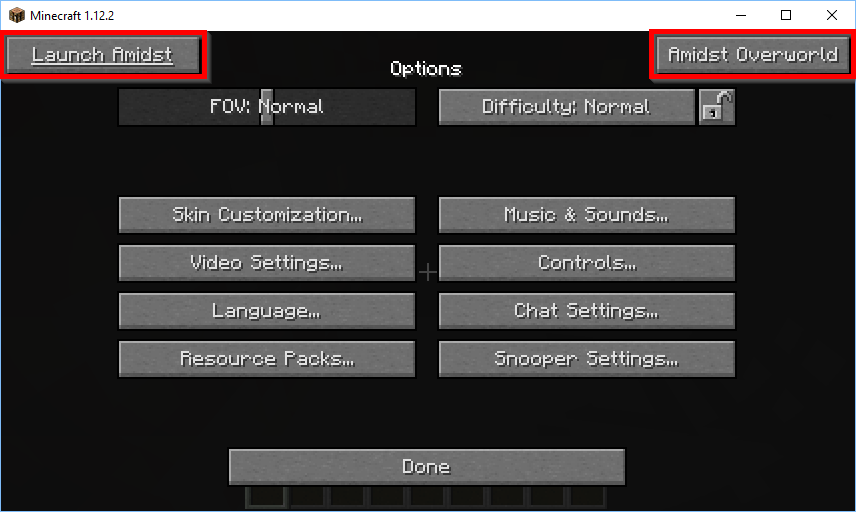 Minecraft 1.12.2
Launch Amidst
Amidst Overworld
Options
FOV: Normal
Difficulty: Normal
Skin Customization...
Music & Sounds...
Video Settings...
Controls...
Language...
Chat Settings...
Resource Packs...
Snooper Settings...
Done